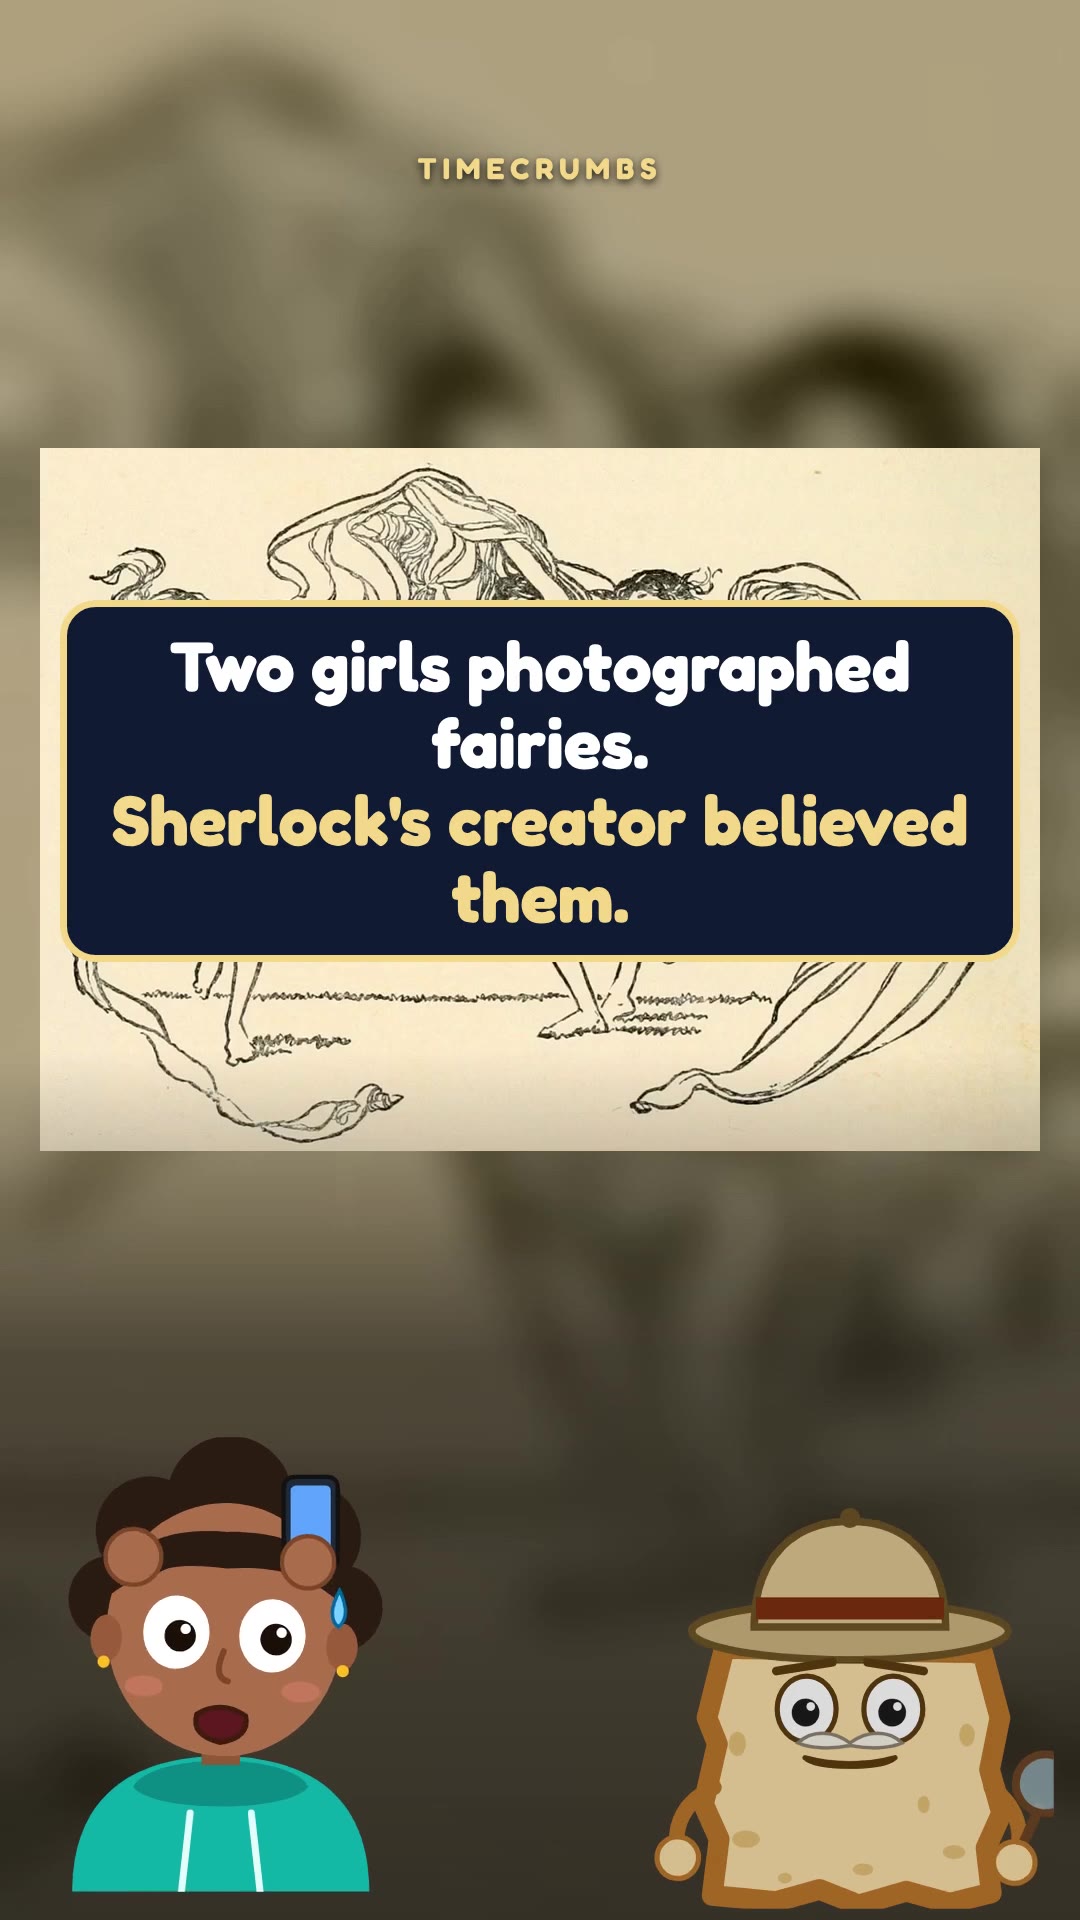 TIMECRUMBS
Two girls photographed
fairies.
Sherlock's creator believed
them.